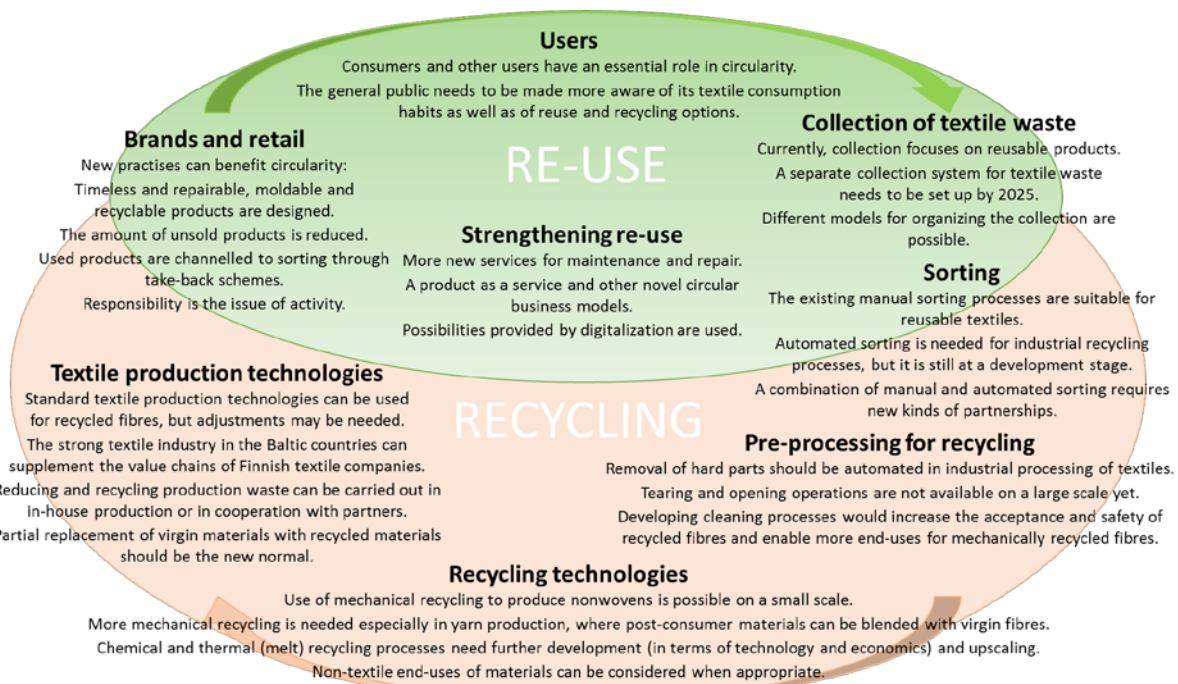 Users
Consumers and other users have an essential role in circularity.
The general public needs to be made more aware of its textile consumption
habits as well as of reuse and recycling options.
Brands and retail
New practises can benefit circularity:
Timeless and repairable, moldable and
recyclable products are designed.
The amount of unsold products is reduced.
Used products are channelled to sorting through
take-back schemes.
Responsibility is the issue of activity.
RE-USE
Collection of textile waste
Currently, collection focuses on reusable products.
A separate collection system for textile waste
needs to be set up by 2025.
Different models for organizing the collection are
possible.
Strengthening re-use
More new services for maintenance and repair.
A product as a service and other novel circular
business models.
Possibilities provided by digitalization are used.
Sorting
The existing manual sorting processes are suitable for
reusable textiles.
Automated sorting is needed for industrial recycling
processes, but it is still at a development stage.
A combination of manual and automated sorting requires
new kinds of partnerships.
Textile production technologies
Standard textile production technologies can be used
for recycled fibres, but adjustments may be needed.
The strong textile industry in the Baltic countries can
supplement the value chains of Finnish textile companies.
Reducing and recycling production waste can be carried out in
in-house production or in cooperation with partners.
Partial replacement of virgin materials with recycled materials
should be the new normal.
RECYCLING
Pre-processing for recycling
Removal of hard parts should be automated in industrial processing of textiles.
Tearing and opening operations are not available on a large scale yet.
Developing cleaning processes would increase the acceptance and safety of
recycled fibres and enable more end-uses for mechanically recycled fibres.
Recycling technologies
Use of mechanical recycling to produce nonwovens is possible on a small scale.
More mechanical recycling is needed especially in yarn production, where post-consumer materials can be blended with virgin fibres.
Chemical and thermal (melt) recycling processes need further development (in terms of technology and economics) and upscaling.
Non-textile end-uses of materials can be considered when appropriate.